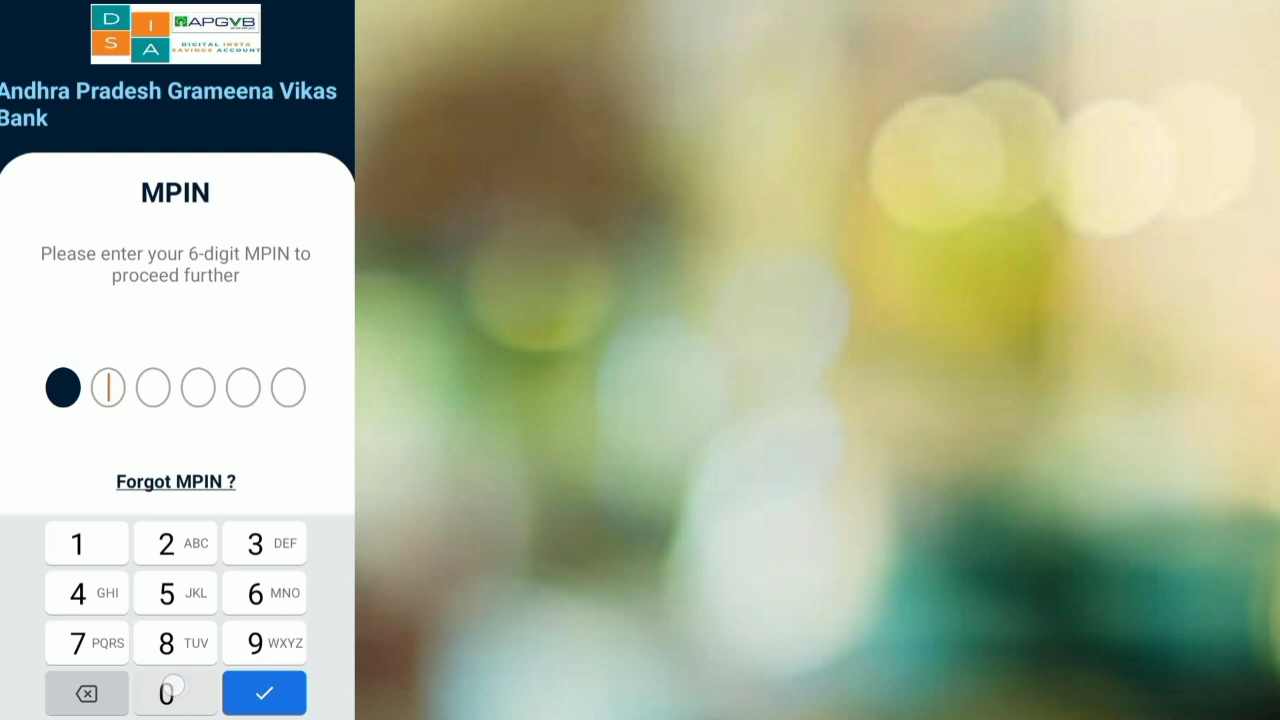 D I
S A
APGVB
DIGITAL INSTA
SAVINGS ACCOUNT
Andhra Pradesh Grameena Vikas
Bank
MPIN
Please enter your 6-digit MPIN to
proceed further
Forgot MPIN ?
1 2 ABC 3 DEF
4 GHI 5 JKL 6 MNO
7 PQRS 8 TUV 9 WXYZ
0